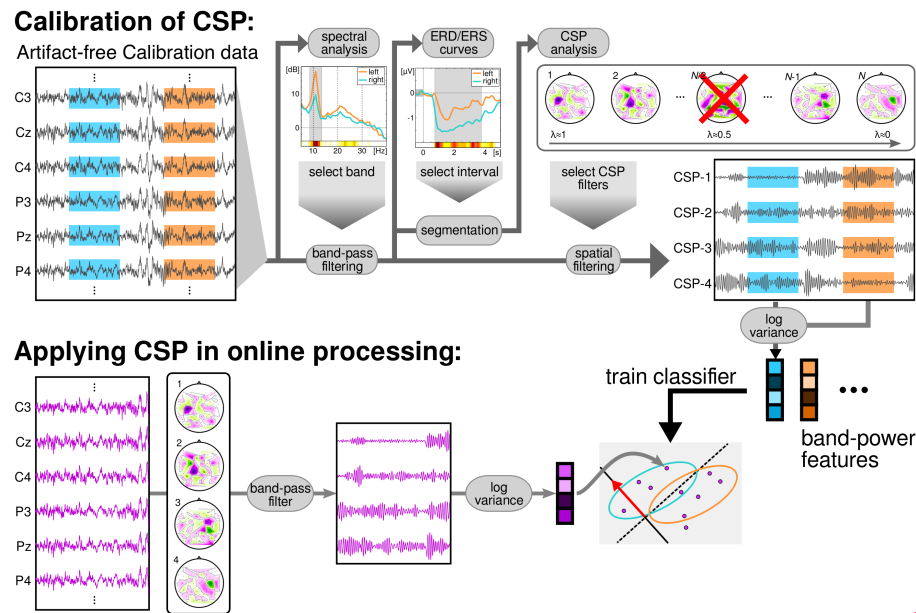 Calibration of CSP:
Artifact-free Calibration data
C3
Cz
C4
P3
Pz
P4
spectral
analysis
ERD/ERS
curves
CSP
analysis
[dB]
left
right
10
0
10
20
30
[Hz]
[µV]
left
right
0
-1
0
2
4
[s]
1
2
...
...
N-1
N
λ≈1
λ≈0.5
λ≈0
select band
select interval
select CSP
filters
segmentation
band-pass
filtering
spatial
filtering
CSP-1
CSP-2
CSP-3
CSP-4
log
variance
Applying CSP in online processing:
C3
Cz
C4
P3
Pz
P4
1
2
3
4
band-pass
filter
log
variance
train classifier
...
band-power
features